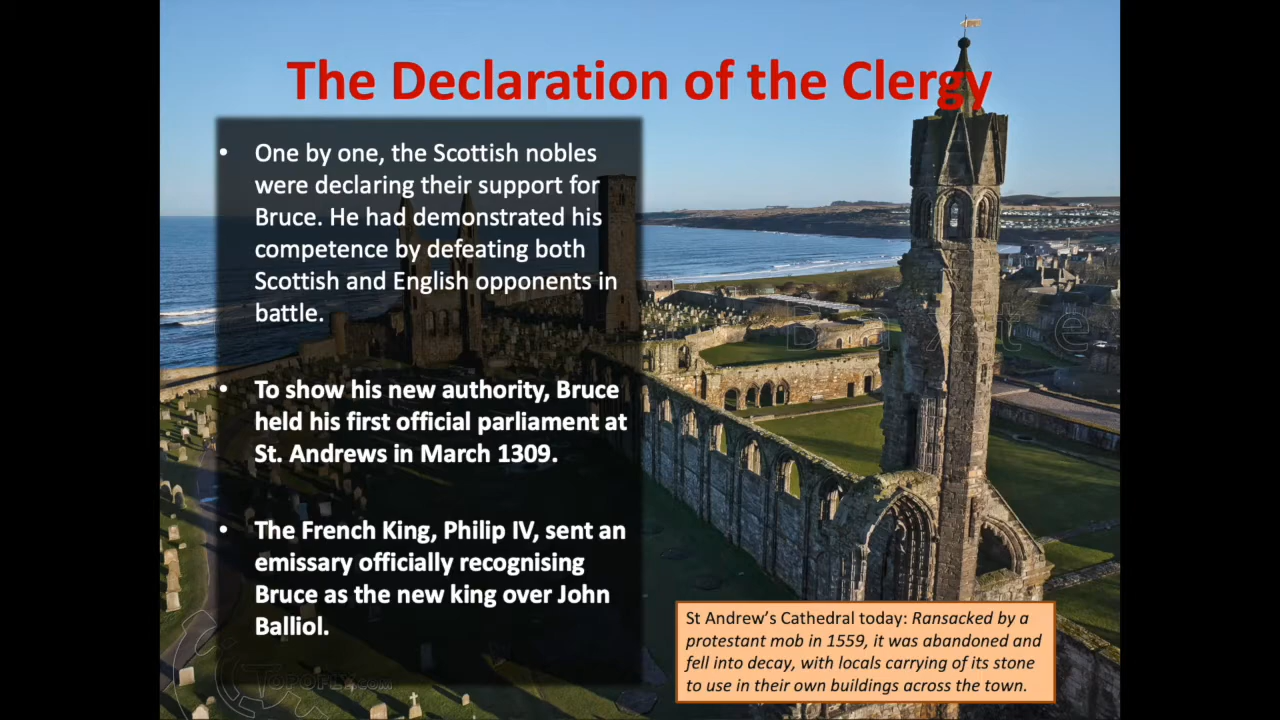 The Declaration of the Clergy
• One by one, the Scottish nobles
were declaring their support for
Bruce. He had demonstrated his
competence by defeating both
Scottish and English opponents in
battle.
• To show his new authority, Bruce
held his first official parliament at
St. Andrews in March 1309.
• The French King, Philip IV, sent an
emissary officially recognising
Bruce as the new king over John
Balliol.
St Andrew’s Cathedral today: Ransacked by a
protestant mob in 1559, it was abandoned and
fell into decay, with locals carrying of its stone
to use in their own buildings across the town.
Baxte
TOPOFLY.COM